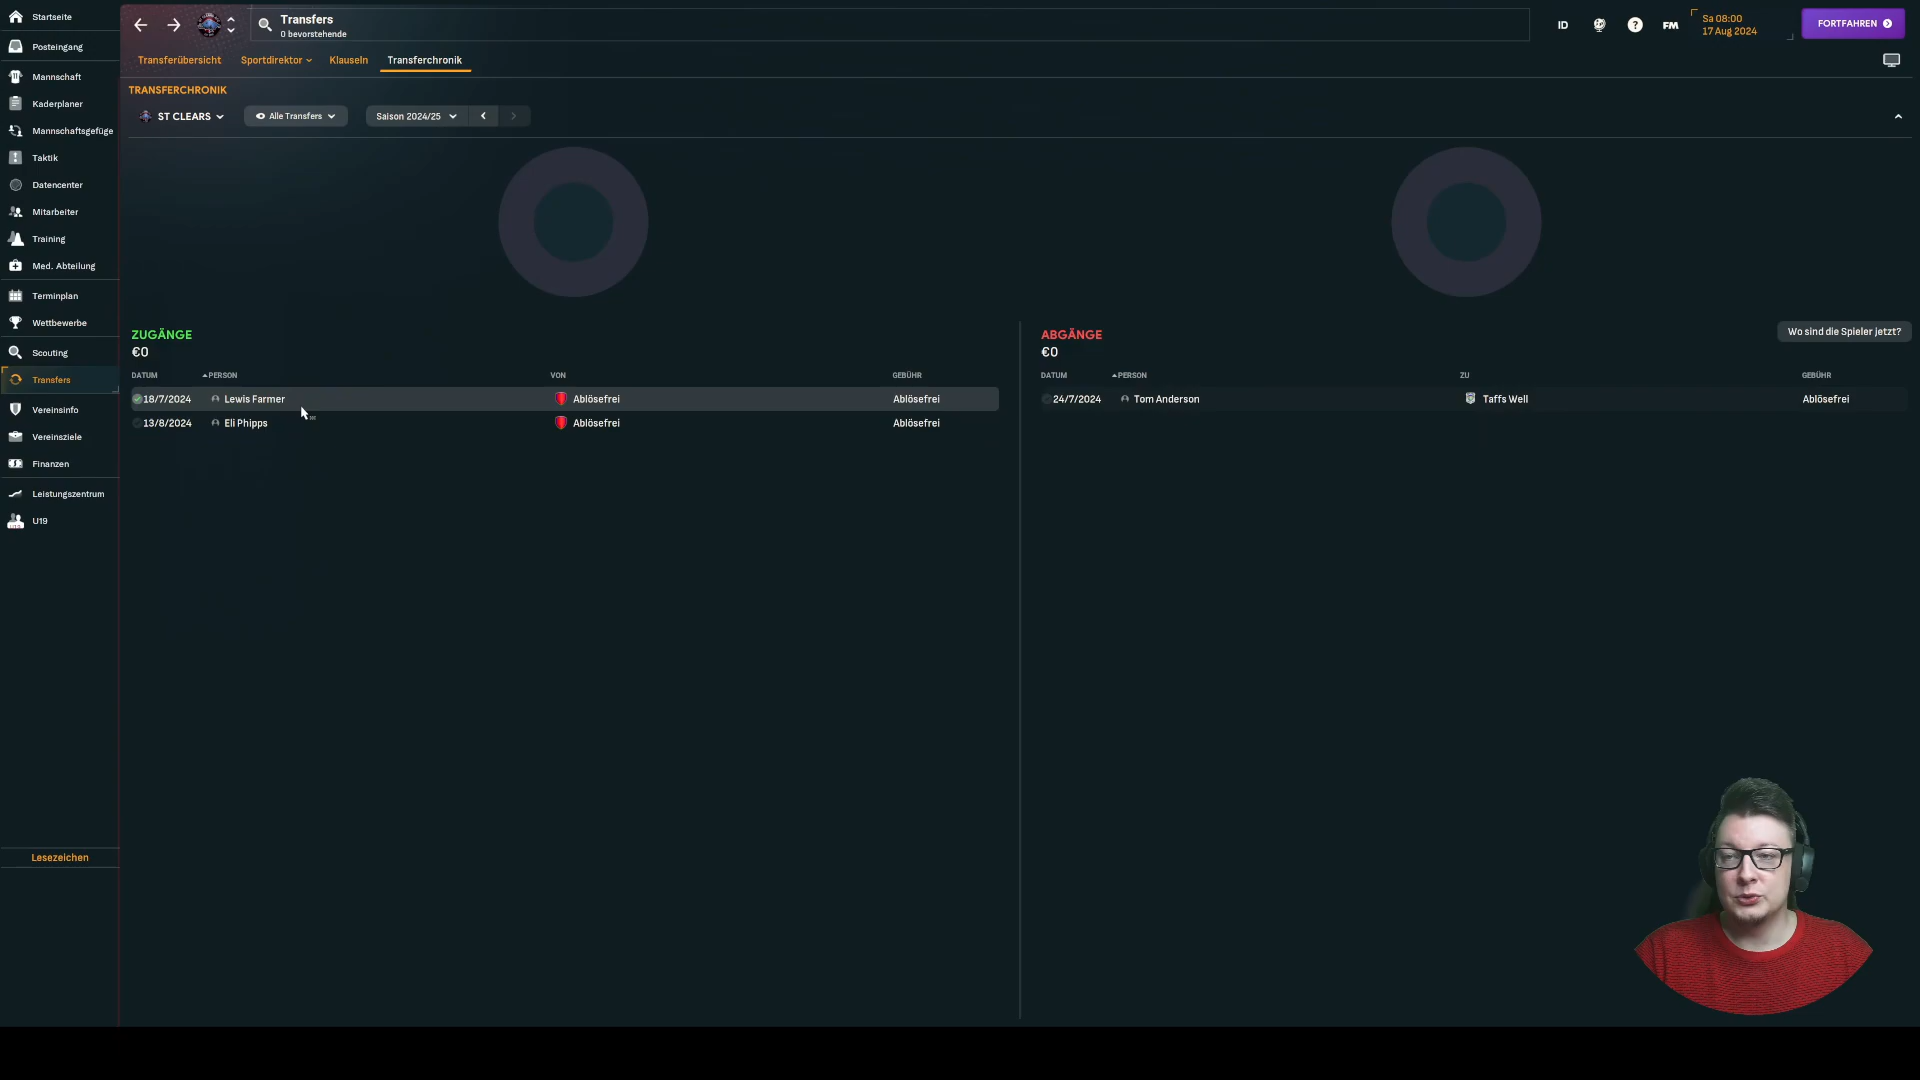 Startseite
Posteingang
Mannschaft
Kaderplaner
Mannschaftsgefüge
Taktik
Datencenter
Mitarbeiter
Training
Med. Abteilung
Terminplan
Wettbewerbe
Scouting
Transfers
Vereinsinfo
Vereinsziele
Finanzen
Leistungszentrum
U19
Lesezeichen
Transfers
0 bevorstehende
ID
FM
Sa 08:00
17 Aug 2024
FORTFAHREN
Transferübersicht Sportdirektor Klauseln Transferchronik
TRANSFERCHRONIK
ST CLEARS Alle Transfers Saison 2024/25
ZUGÄNGE
€0
DATUM PERSON VON GEBÜHR
18/7/2024 Lewis Farmer Ablösefrei Ablösefrei
13/8/2024 Eli Phipps Ablösefrei Ablösefrei
ABGÄNGE
€0
Wo sind die Spieler jetzt?
DATUM PERSON ZU GEBÜHR
24/7/2024 Tom Anderson Taffs Well Ablösefrei